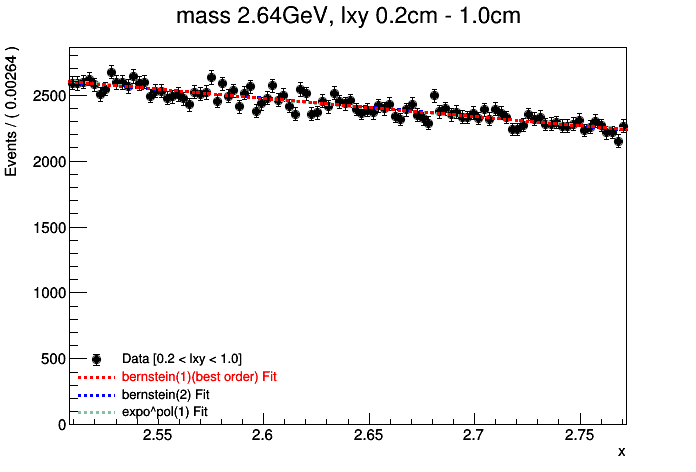 mass 2.64GeV, lxy 0.2cm - 1.0cm
Events / ( 0.00264 )
2500
2000
1500
1000
500
0
Data [0.2 < lxy < 1.0]
bernstein(1)(best order) Fit
bernstein(2) Fit
expo^pol(1) Fit
2.55 2.6 2.65 2.7 2.75
x